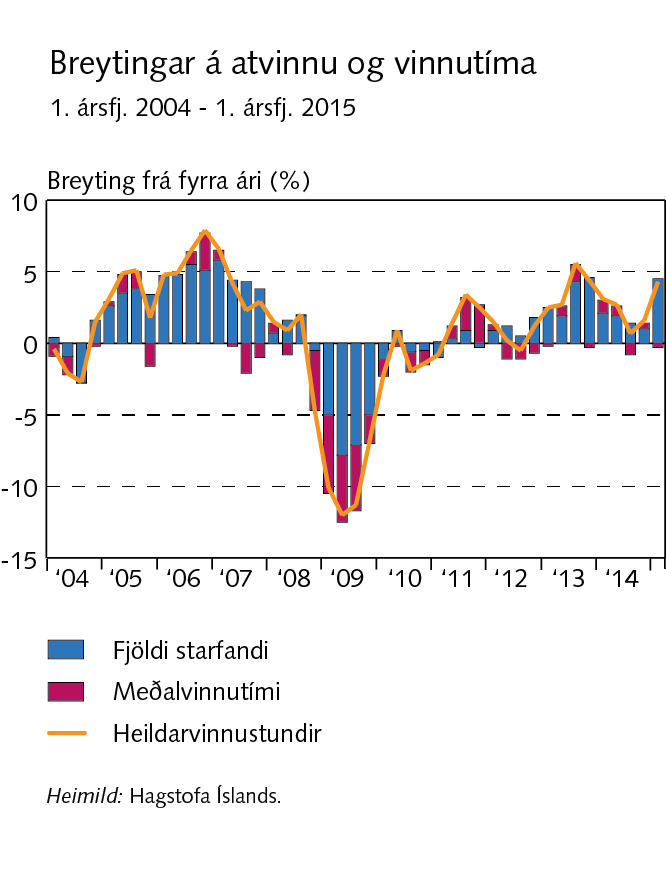 Breytingar á atvinnu og vinnutíma
1. ársfj. 2004 - 1. ársfj. 2015
Breyting frá fyrra ári (%)
10
5
0
-5
-10
-15
‘04 ‘05 ‘06 ‘07 ‘08 ‘09 ‘10 ‘11 ‘12 ‘13 ‘14
Fjöldi starfandi
Meðalvinnutími
Heildarvinnustundir
Heimild: Hagstofa Íslands.